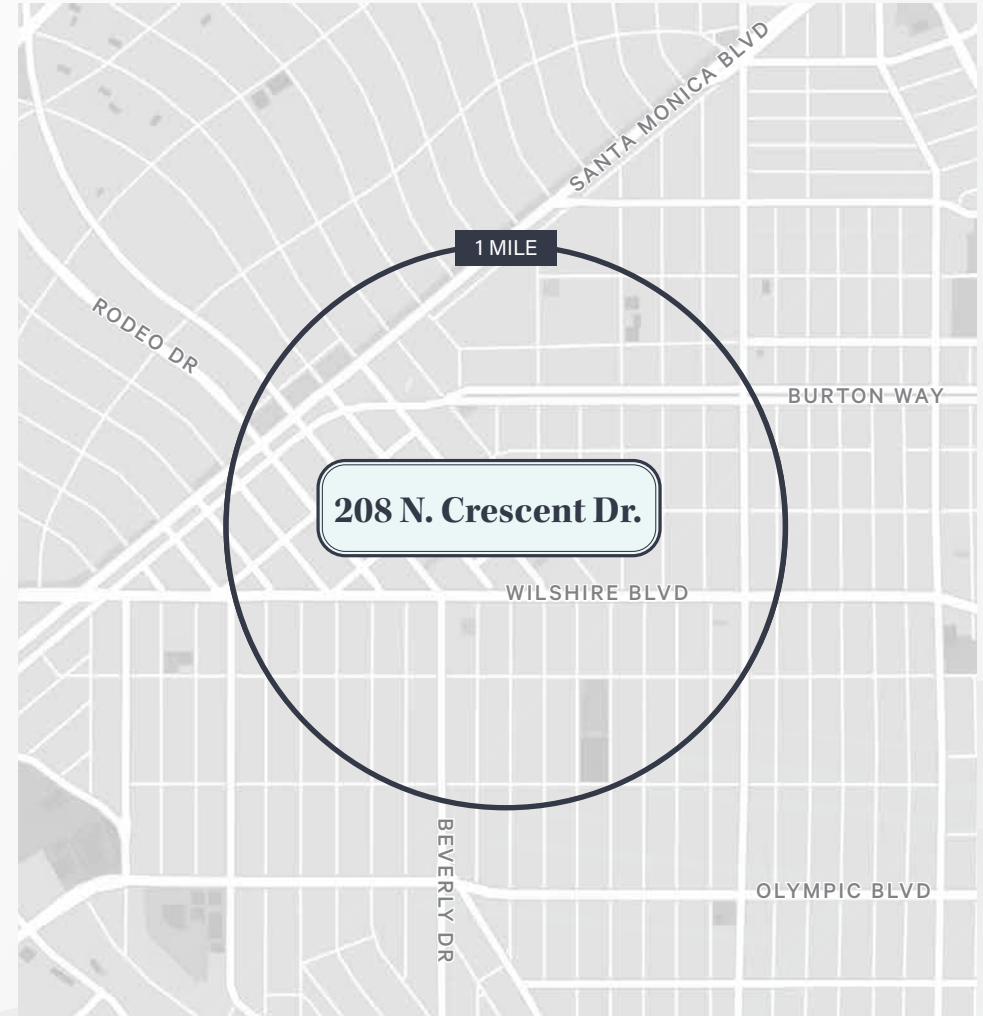 SANTA MONICA BLVD
1 MILE
RODEO DR
BURTON WAY
208 N. Crescent Dr.
WILSHIRE BLVD
BEVERLY DR
OLYMPIC BLVD